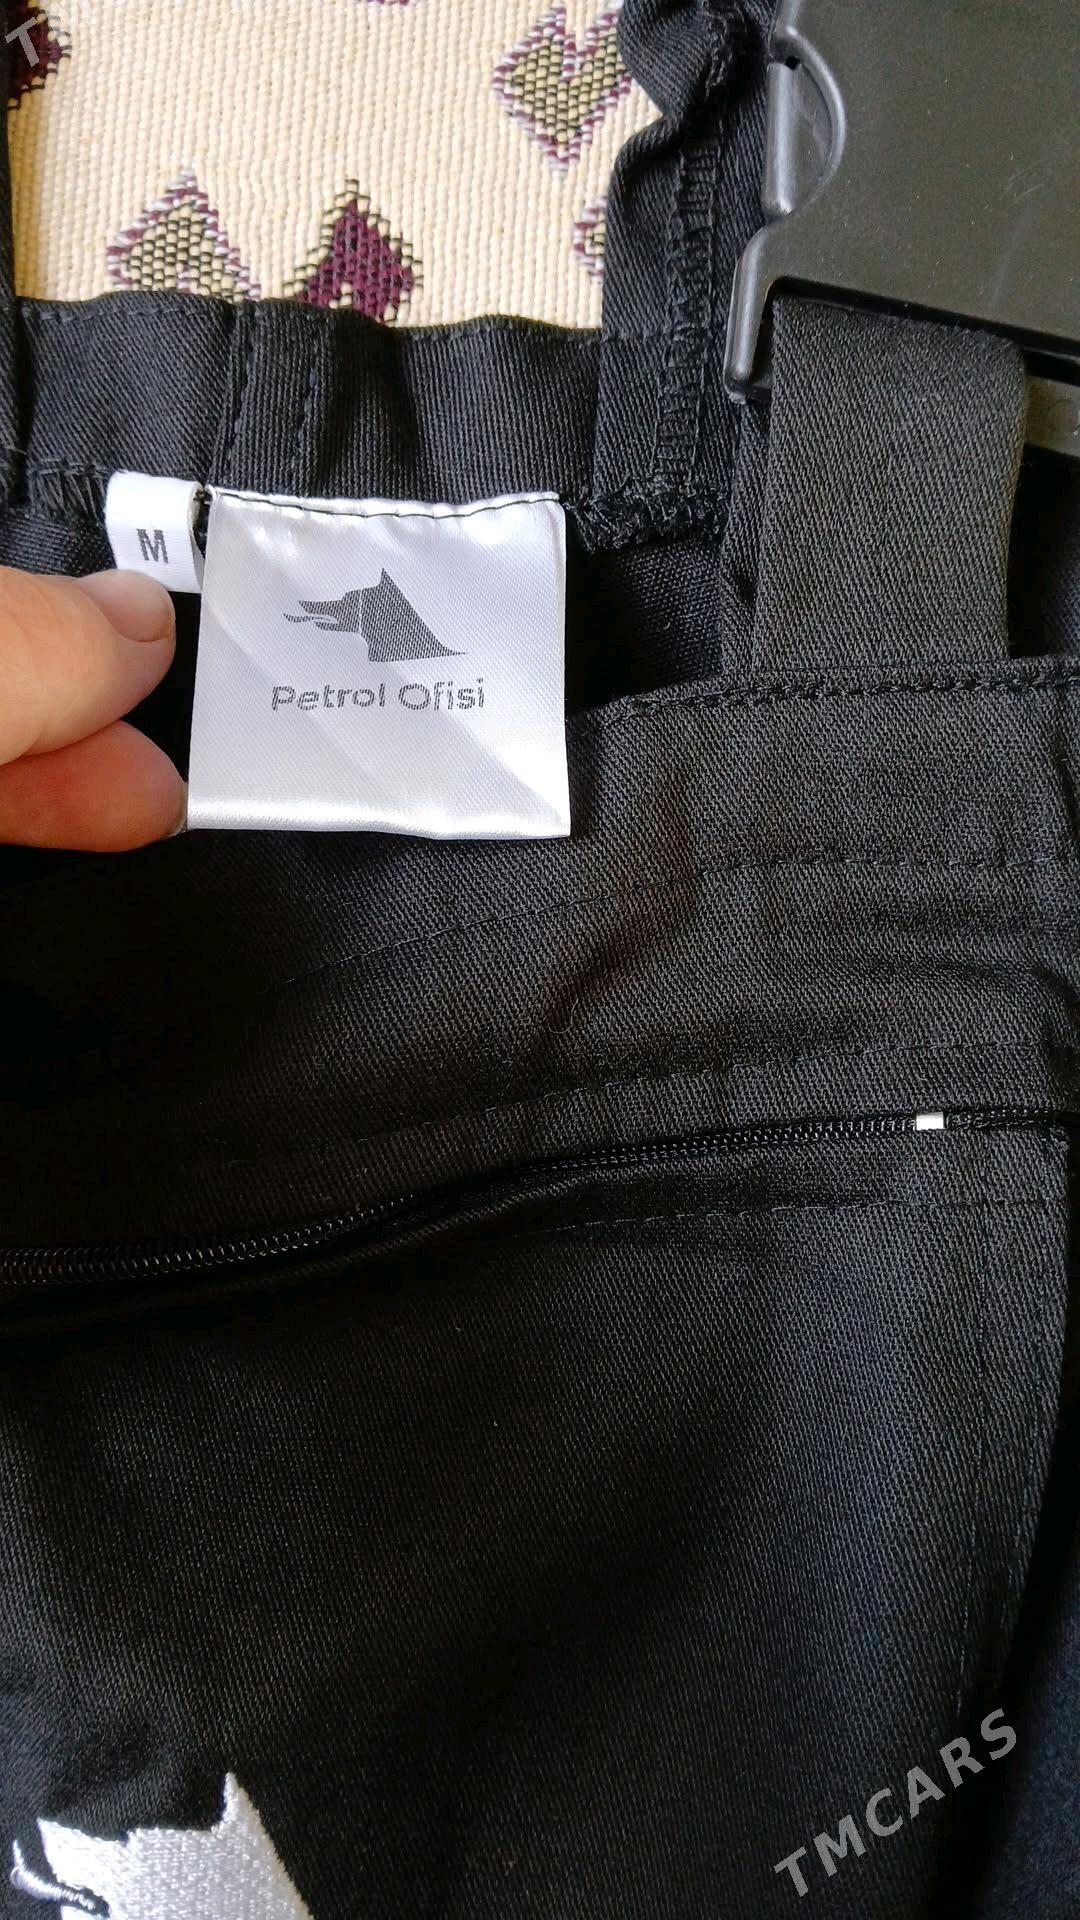 M
Petrol Ofisi
TMCARS